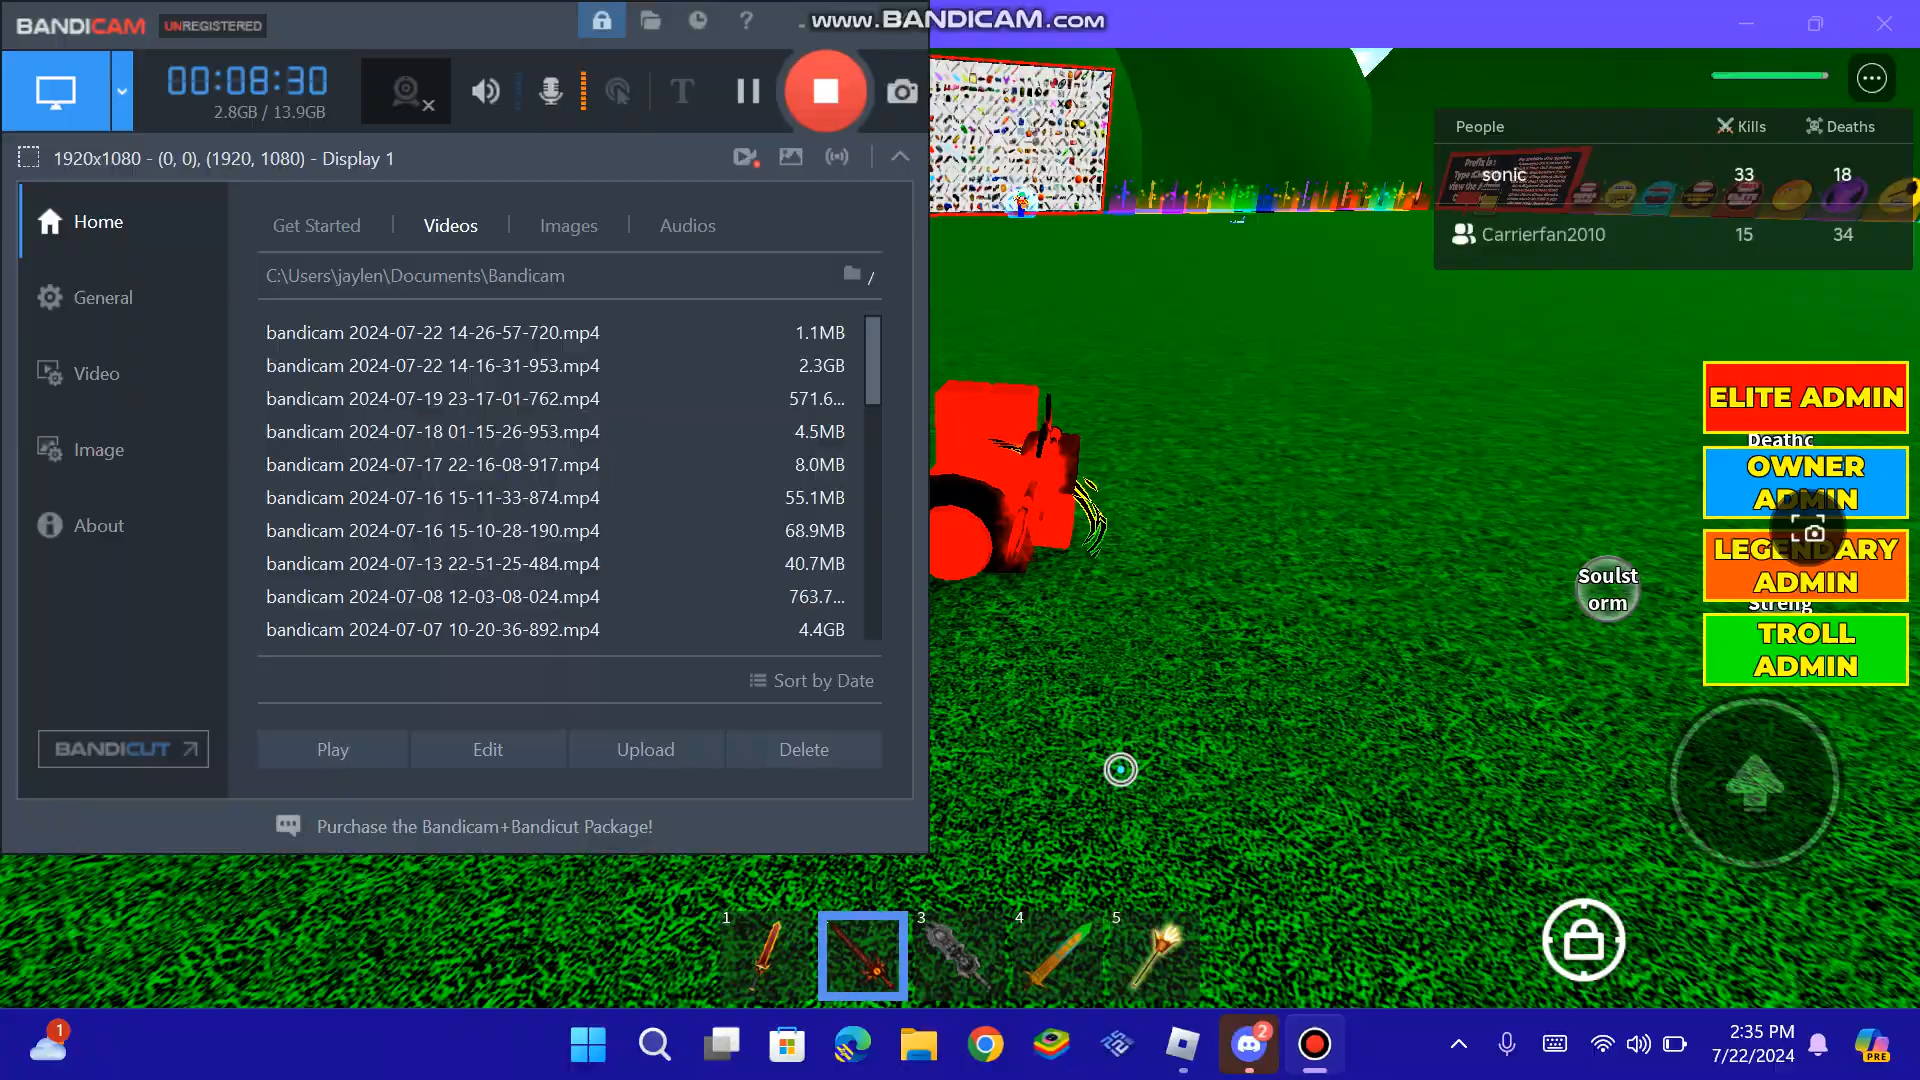 BANDICAM UNREGISTERED
www.BANDICAM.com
00:08:30
2.8GB / 13.9GB
1920x1080 - (0, 0), (1920, 1080) - Display 1
Home
General
Video
Image
About
BANDICUT
Get Started
Videos
Images
Audios
C:\Users\jaylen\Documents\Bandicam
/
bandicam 2024-07-22 14-26-57-720.mp4 1.1MB
bandicam 2024-07-22 14-16-31-953.mp4 2.3GB
bandicam 2024-07-19 23-17-01-762.mp4 571.6...
bandicam 2024-07-18 01-15-26-953.mp4 4.5MB
bandicam 2024-07-17 22-16-08-917.mp4 8.0MB
bandicam 2024-07-16 15-11-33-874.mp4 55.1MB
bandicam 2024-07-16 15-10-28-190.mp4 68.9MB
bandicam 2024-07-13 22-51-25-484.mp4 40.7MB
bandicam 2024-07-08 12-03-08-024.mp4 763.7...
bandicam 2024-07-07 10-20-36-892.mp4 4.4GB
Sort by Date
Play
Edit
Upload
Delete
Purchase the Bandicam+Bandicut Package!
People Kills Deaths
sonic 33 18
Carrierfan2010 15 34
ELITE ADMIN
Deathc
OWNER
ADMIN
LEGENDARY
ADMIN
Streng
TROLL
ADMIN
Soulst
orm
1
3
4
5
1
2
2:35 PM
7/22/2024
PRE